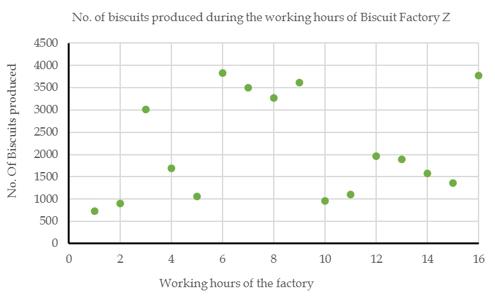 No. of biscuits produced during the working hours of Biscuit Factory Z
No. Of Biscuits produced
4500
4000
3500
3000
2500
2000
1500
1000
500
0
0 2 4 6 8 10 12 14 16
Working hours of the factory